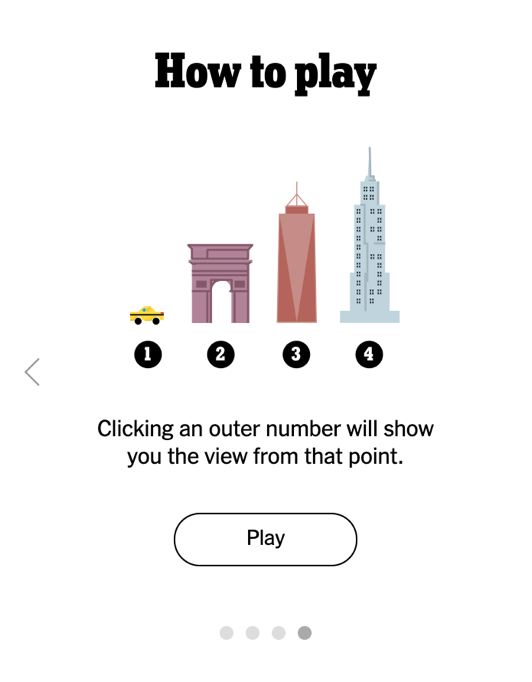 How to play
1 2 3 4
Clicking an outer number will show
you the view from that point.
Play